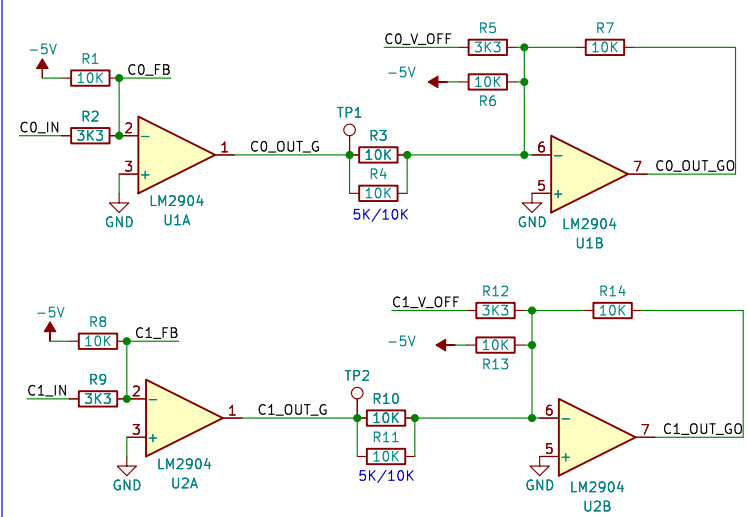 C0_V_OFF
R5
3K3
R7
10K
-5V
R1
10K
C0_FB
-5V
10K
R6
C0_IN
R2
3K3
2
3
1
C0_OUT_G
TP1
R3
10K
R4
10K
5K/10K
6
5
7
C0_OUT_GO
GND
LM2904
U1A
GND
LM2904
U1B
C1_V_OFF
R12
3K3
R14
10K
-5V
R8
10K
C1_FB
-5V
10K
R13
C1_IN
R9
3K3
2
3
1
C1_OUT_G
TP2
R10
10K
R11
10K
5K/10K
6
5
7
C1_OUT_GO
GND
LM2904
U2A
GND
LM2904
U2B